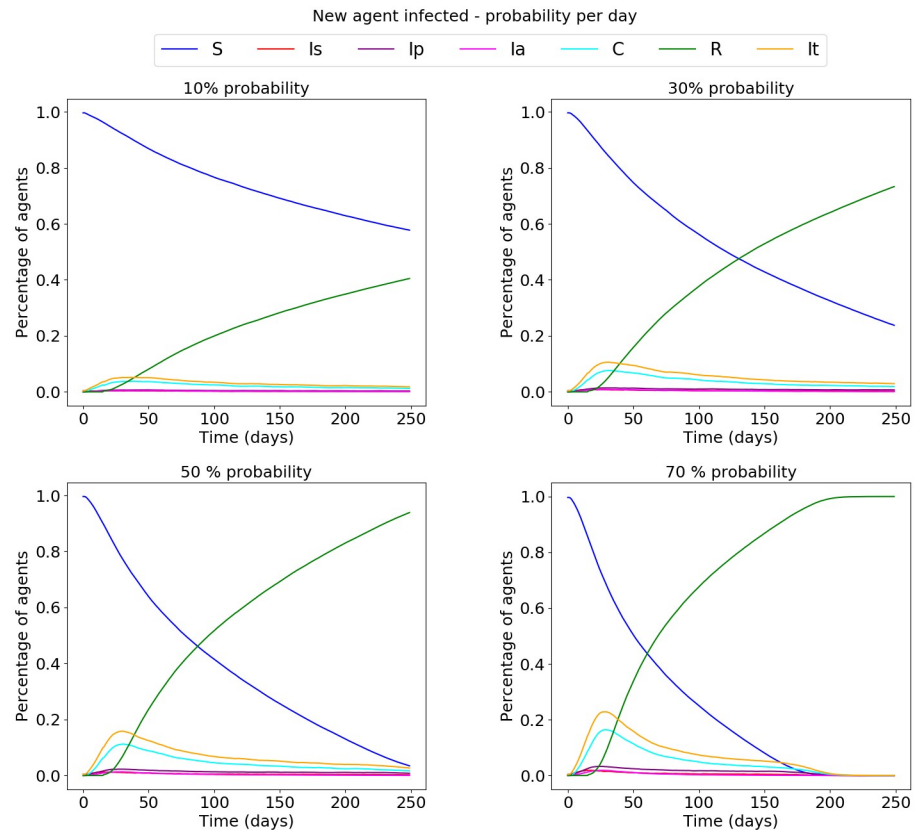 New agent infected - probability per day
S Is Ip Ia C R It
10% probability
1.0
0.8
0.6
0.4
0.2
0.0
Percentage of agents
0 50 100 150 200 250
Time (days)
30% probability
1.0
0.8
0.6
0.4
0.2
0.0
Percentage of agents
0 50 100 150 200 250
Time (days)
50 % probability
1.0
0.8
0.6
0.4
0.2
0.0
Percentage of agents
0 50 100 150 200 250
Time (days)
70 % probability
1.0
0.8
0.6
0.4
0.2
0.0
Percentage of agents
0 50 100 150 200 250
Time (days)